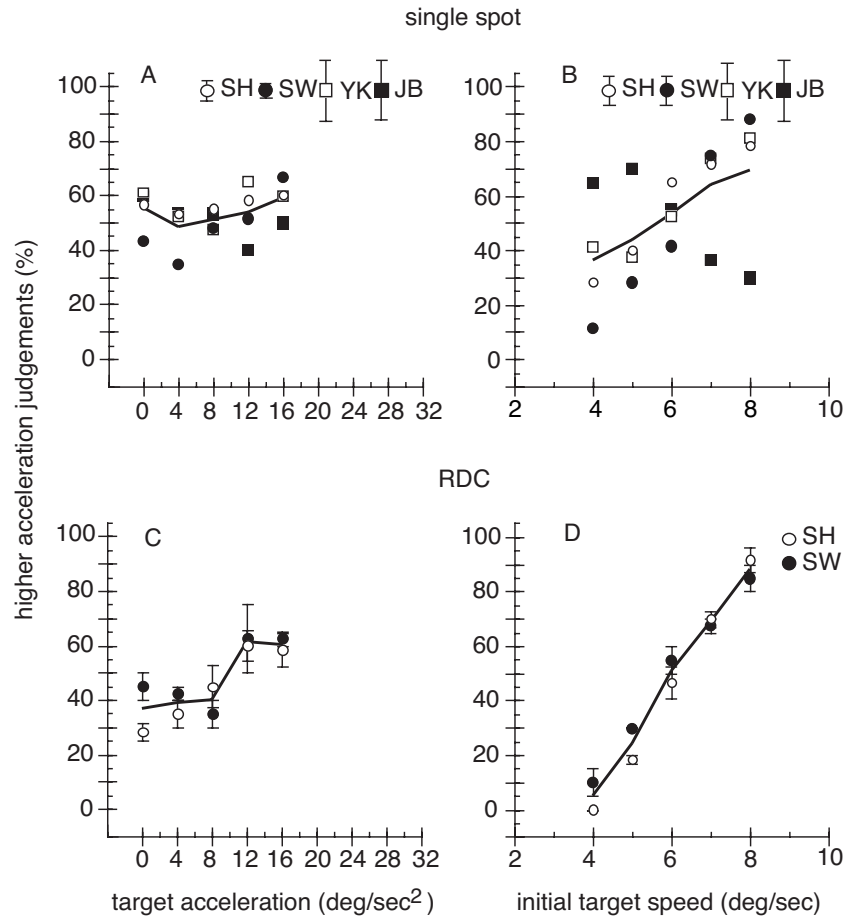 single spot
A
SH SW YK JB
100
80
60
40
20
0
0 4 8 12 16 20 24 28 32
B
SH SW YK JB
100
80
60
40
20
0
2 4 6 8 10
higher acceleration judgements (%)
RDC
C
100
80
60
40
20
0
0 4 8 12 16 20 24 28 32
target acceleration (deg/sec2)
D
SH
SW
100
80
60
40
20
0
2 4 6 8 10
initial target speed (deg/sec)